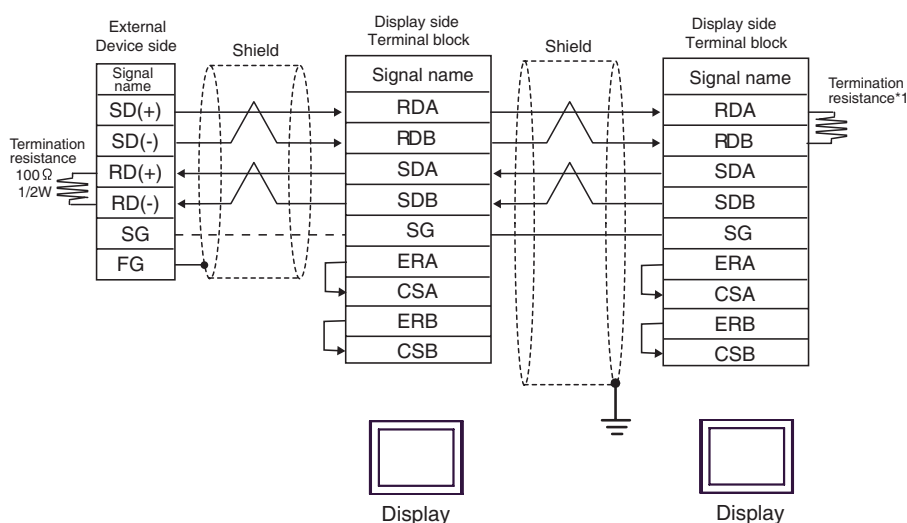 External
Device side
Signal
name
SD(+)
SD(-)
RD(+)
RD(-)
SG
FG
Termination
resistance
100 Ω
1/2W
Shield
Display side
Terminal block
Signal name
RDA
RDB
SDA
SDB
SG
ERA
CSA
ERB
CSB
Shield
Display side
Terminal block
Signal name
RDA
RDB
SDA
SDB
SG
ERA
CSA
ERB
CSB
Termination
resistance*1
Display
Display